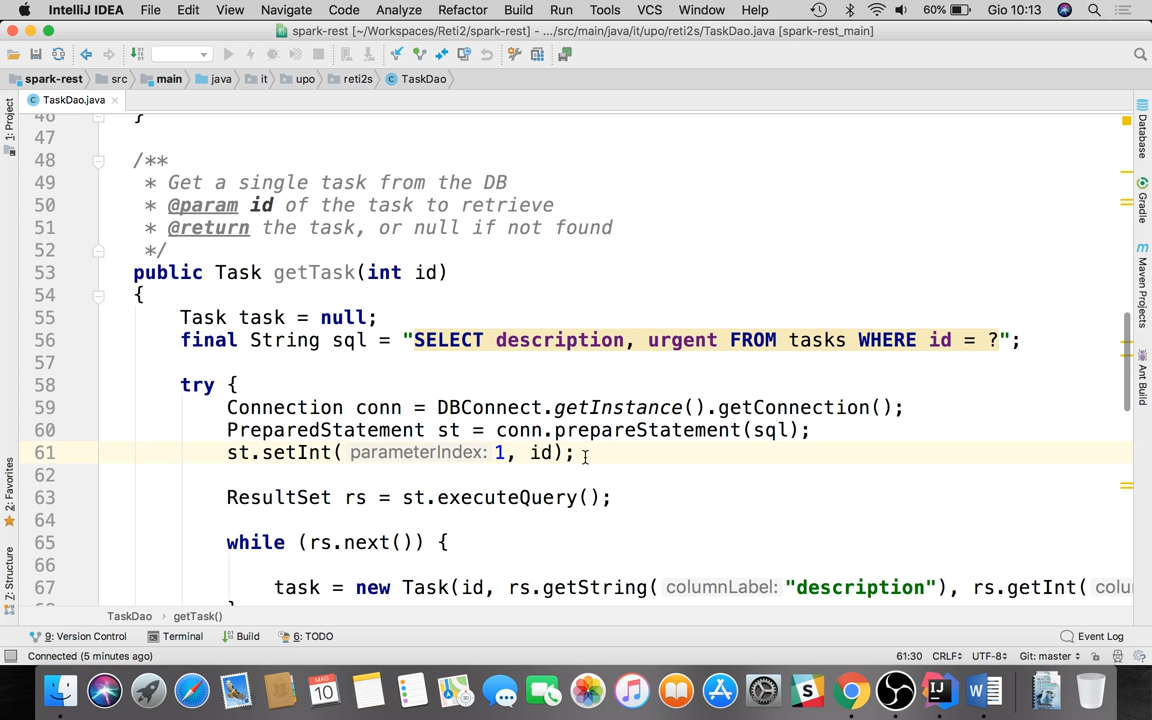 IntelliJ IDEA File Edit View Navigate Code Analyze Refactor Build Run Tools VCS Window Help 60% Gio 10:13
spark-rest [~/Workspaces/Reti2/spark-rest] - .../src/main/java/it/upo/reti2s/TaskDao.java [spark-rest_main]
spark-rest src main java it upo reti2s TaskDao
TaskDao.java
1: Project
2: Favorites
7: Structure
46 }
47
48 /**
49 * Get a single task from the DB
50 * @param id of the task to retrieve
51 * @return the task, or null if not found
52 */
53 public Task getTask(int id)
54 {
55 Task task = null;
56 final String sql = "SELECT description, urgent FROM tasks WHERE id = ?";
57
58 try {
59 Connection conn = DBConnect.getInstance().getConnection();
60 PreparedStatement st = conn.prepareStatement(sql);
61 st.setInt( parameterIndex: 1, id);
62
63 ResultSet rs = st.executeQuery();
64
65 while (rs.next()) {
66
67 task = new Task(id, rs.getString( columnLabel: "description"), rs.getInt( colu
}
Database
Gradle
Maven Projects
Ant Build
TaskDao getTask()
9: Version Control Terminal Build 6: TODO Event Log
Connected (5 minutes ago) 61:30 CRLF UTF-8 Git: master
MAG
10